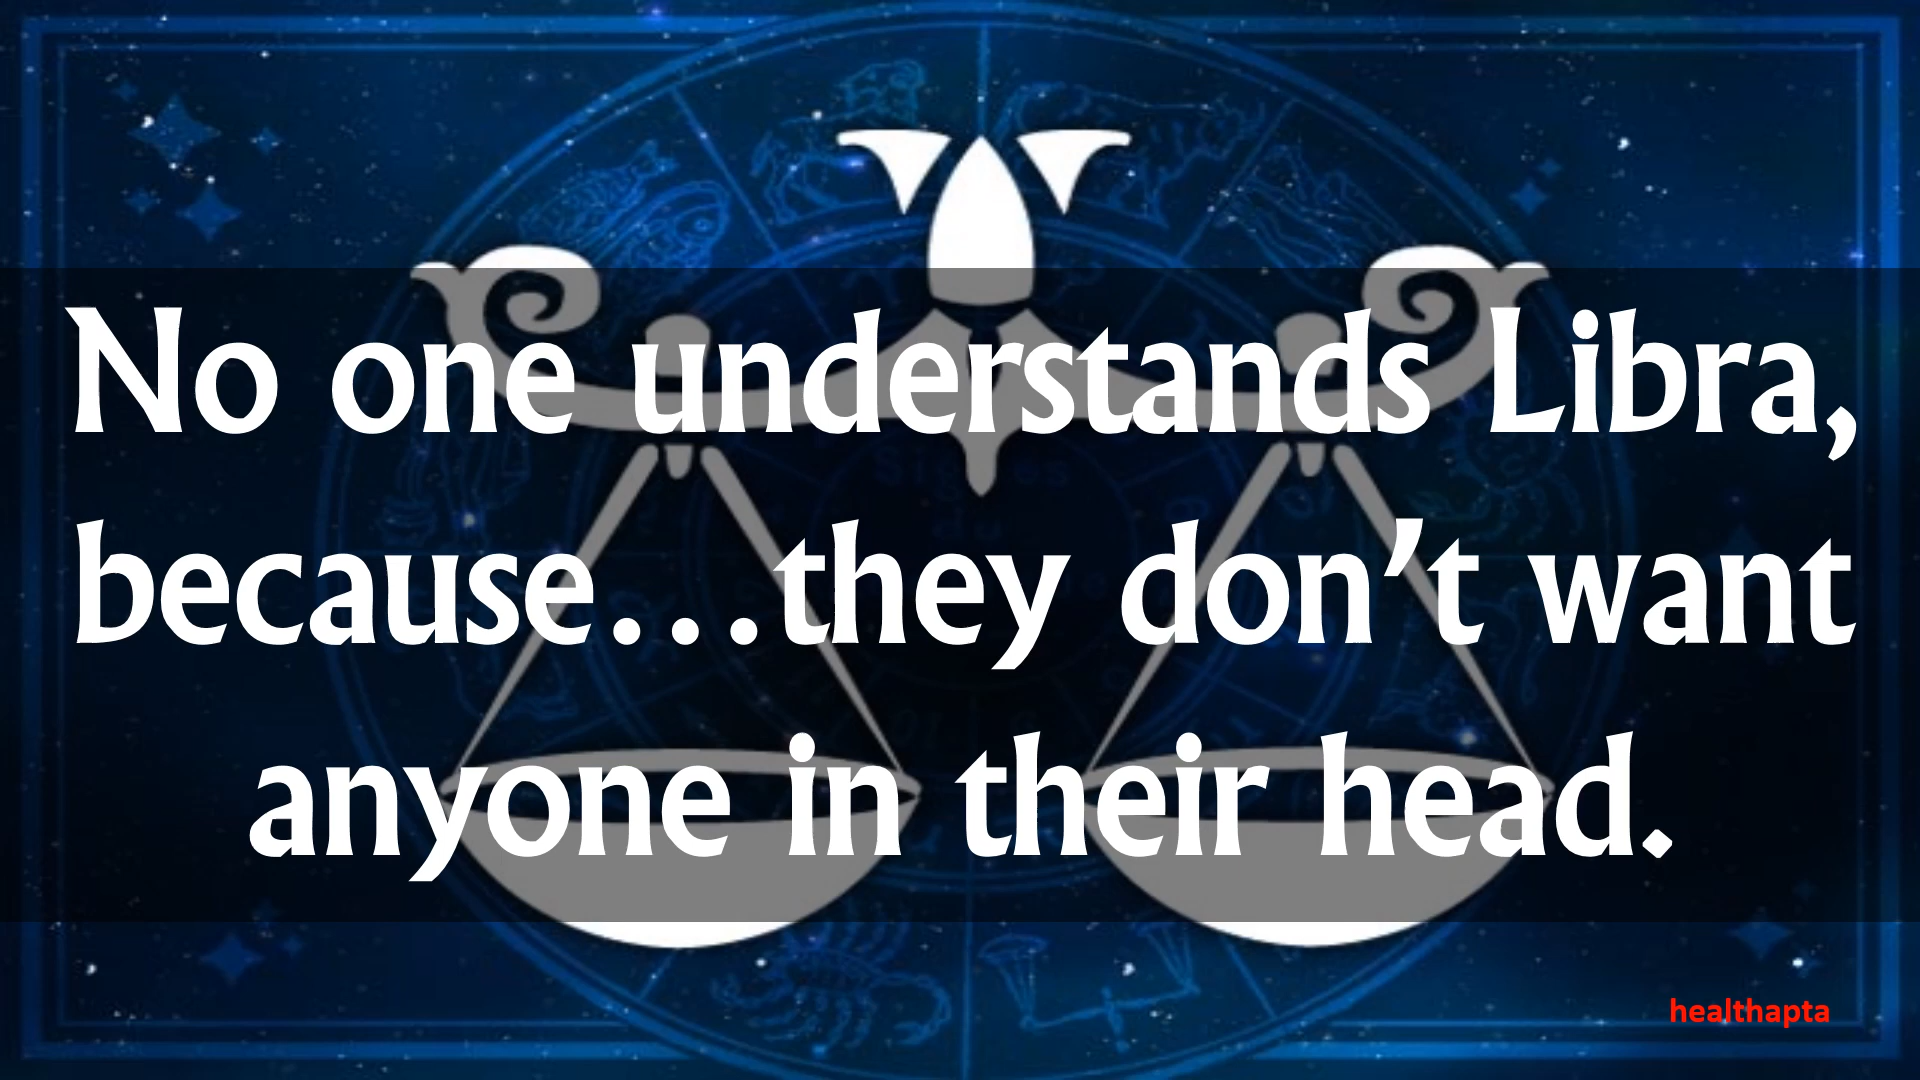 No one understands Libra,
because…they don’t want
anyone in their head.
healthapta